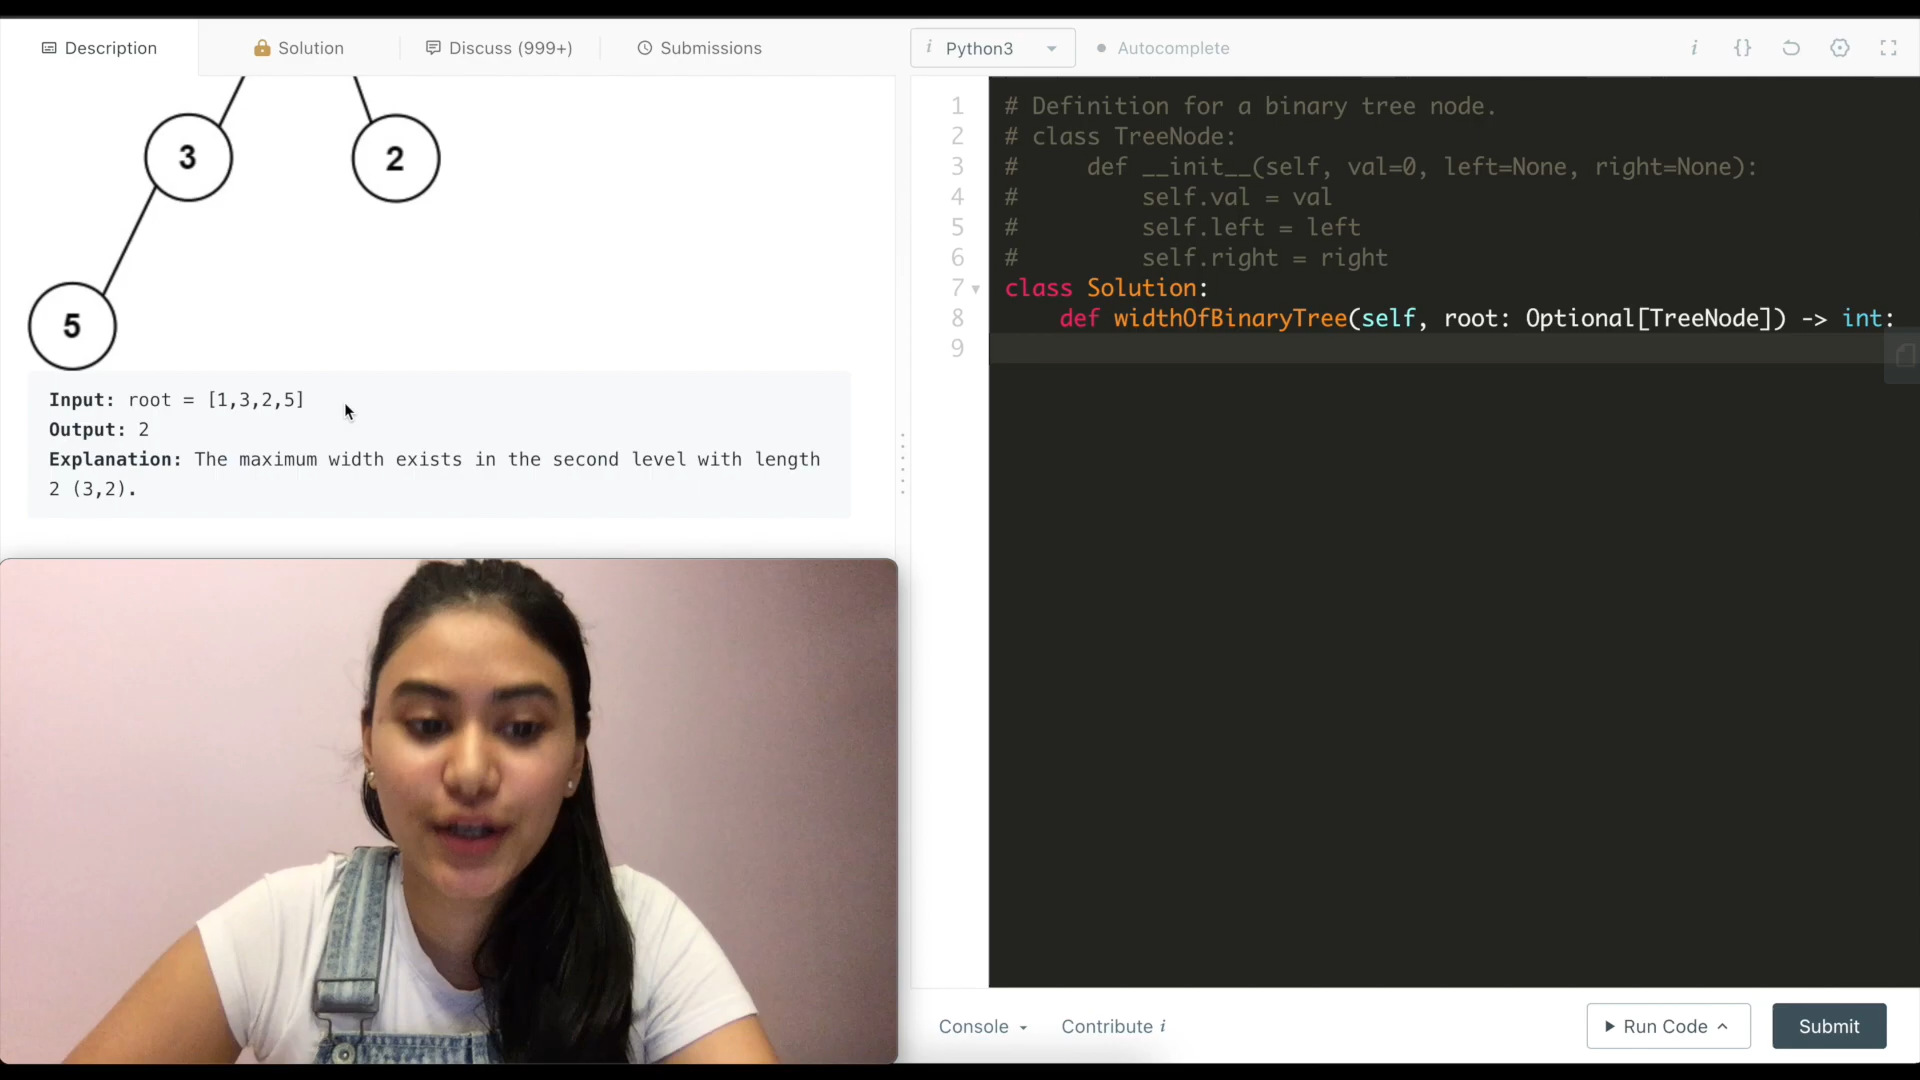 Description
Solution
Discuss (999+)
Submissions
i
Python3
Autocomplete
i
{}
3
2
5
Input: root = [1,3,2,5]
Output: 2
Explanation: The maximum width exists in the second level with length
2 (3,2).
1 # Definition for a binary tree node.
2 # class TreeNode:
3 #     def __init__(self, val=0, left=None, right=None):
4 #         self.val = val
5 #         self.left = left
6 #         self.right = right
7 class Solution:
8     def widthOfBinaryTree(self, root: Optional[TreeNode]) -> int:
9
Console
Contribute i
Run Code
Submit